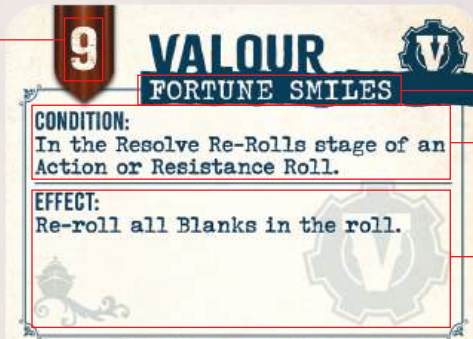 9
VALOUR
V
FORTUNE SMILES
CONDITION:
In the Resolve Re-Rolls stage of an
Action or Resistance Roll.
EFFECT:
Re-roll all Blanks in the roll.
V